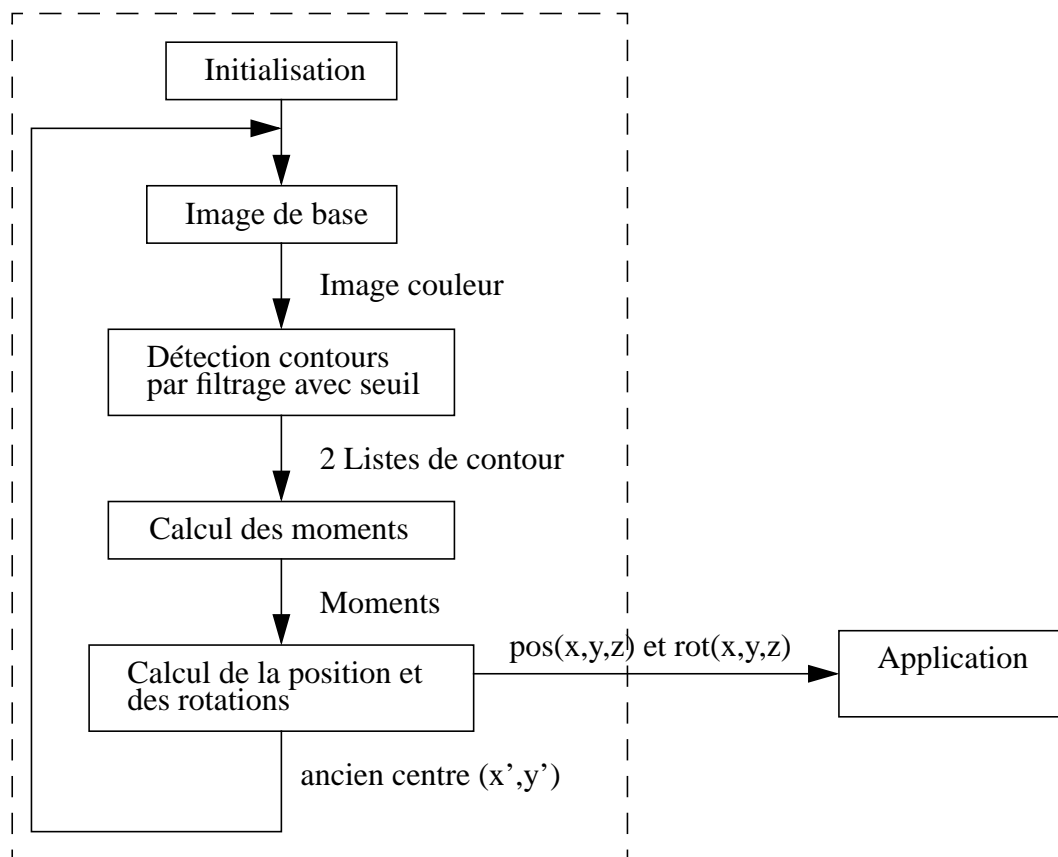 Initialisation
Image de base
Image couleur
Détection contours
par filtrage avec seuil
2 Listes de contour
Calcul des moments
Moments
Calcul de la position et
des rotations
pos(x,y,z) et rot(x,y,z)
Application
ancien centre (x’,y’)